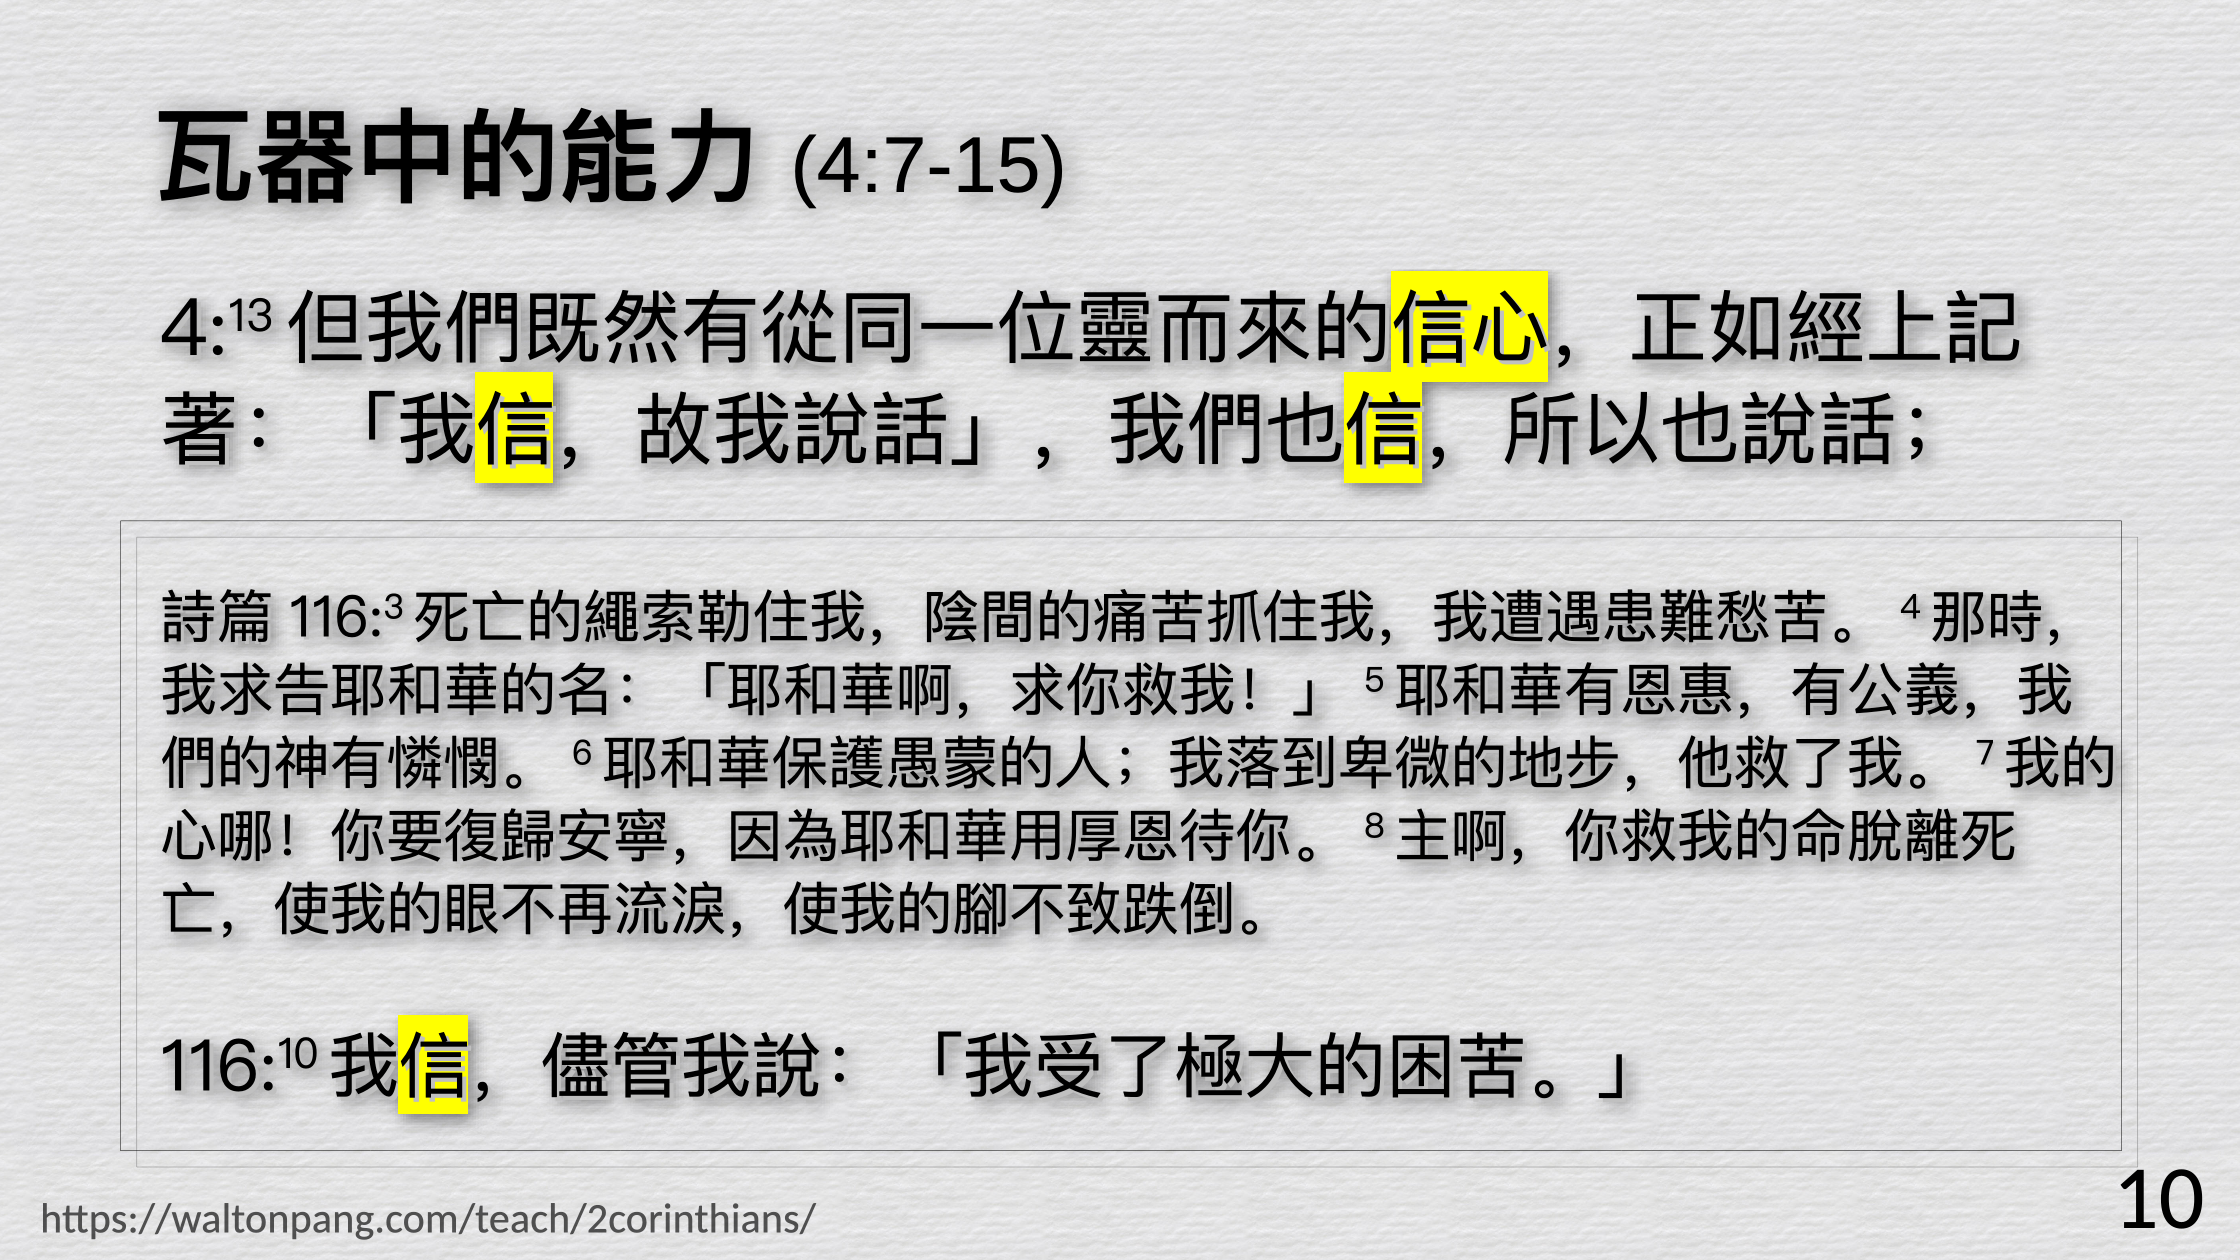 瓦器中的能力 (4:7-15)
4:13 但我們既然有從同一位靈而來的信心，正如經上記
著：「我信，故我說話」，我們也信，所以也說話；
詩篇 116:3 死亡的繩索勒住我，陰間的痛苦抓住我，我遭遇患難愁苦。 4 那時，
我求告耶和華的名：「耶和華啊，求你救我！」 5 耶和華有恩惠，有公義，我
們的神有憐憫。 6 耶和華保護愚蒙的人；我落到卑微的地步，他救了我。 7 我的
心哪！你要復歸安寧，因為耶和華用厚恩待你。 8 主啊，你救我的命脫離死
亡，使我的眼不再流淚，使我的腳不致跌倒。
116:10 我信，儘管我說：「我受了極大的困苦。」
https://waltonpang.com/teach/2corinthians/
10